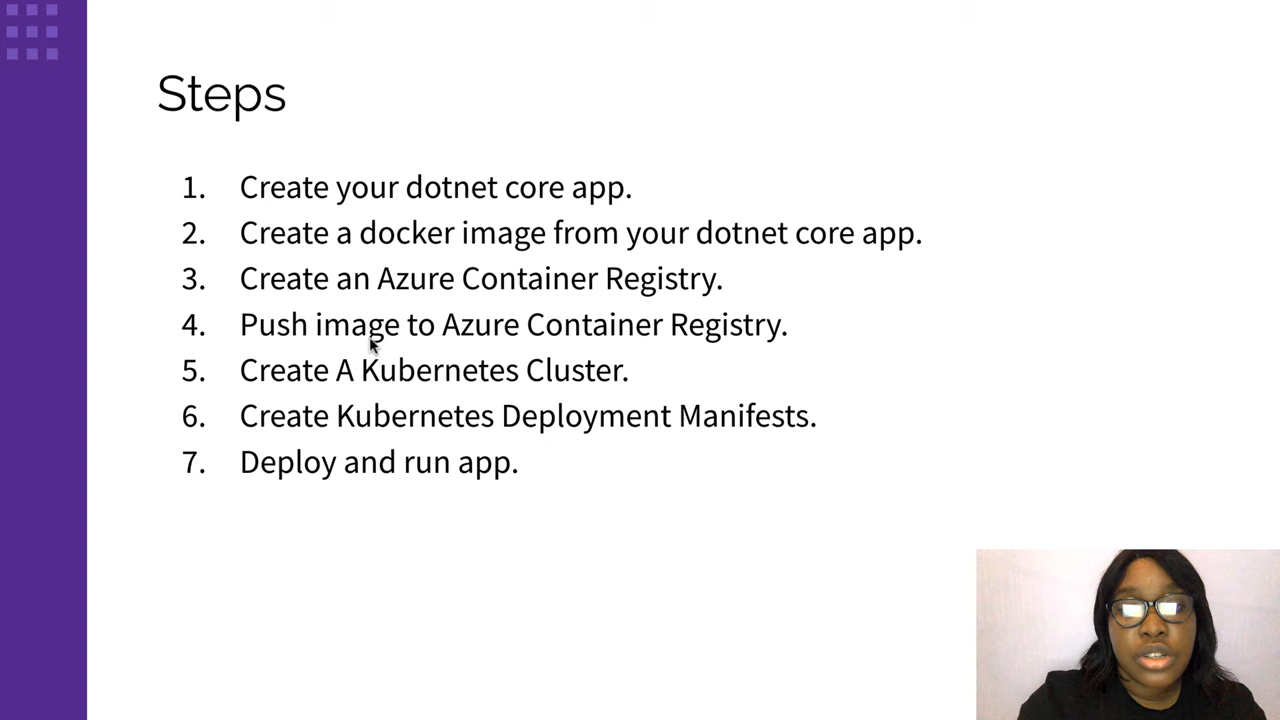 Steps
1. Create your dotnet core app.
2. Create a docker image from your dotnet core app.
3. Create an Azure Container Registry.
4. Push image to Azure Container Registry.
5. Create A Kubernetes Cluster.
6. Create Kubernetes Deployment Manifests.
7. Deploy and run app.